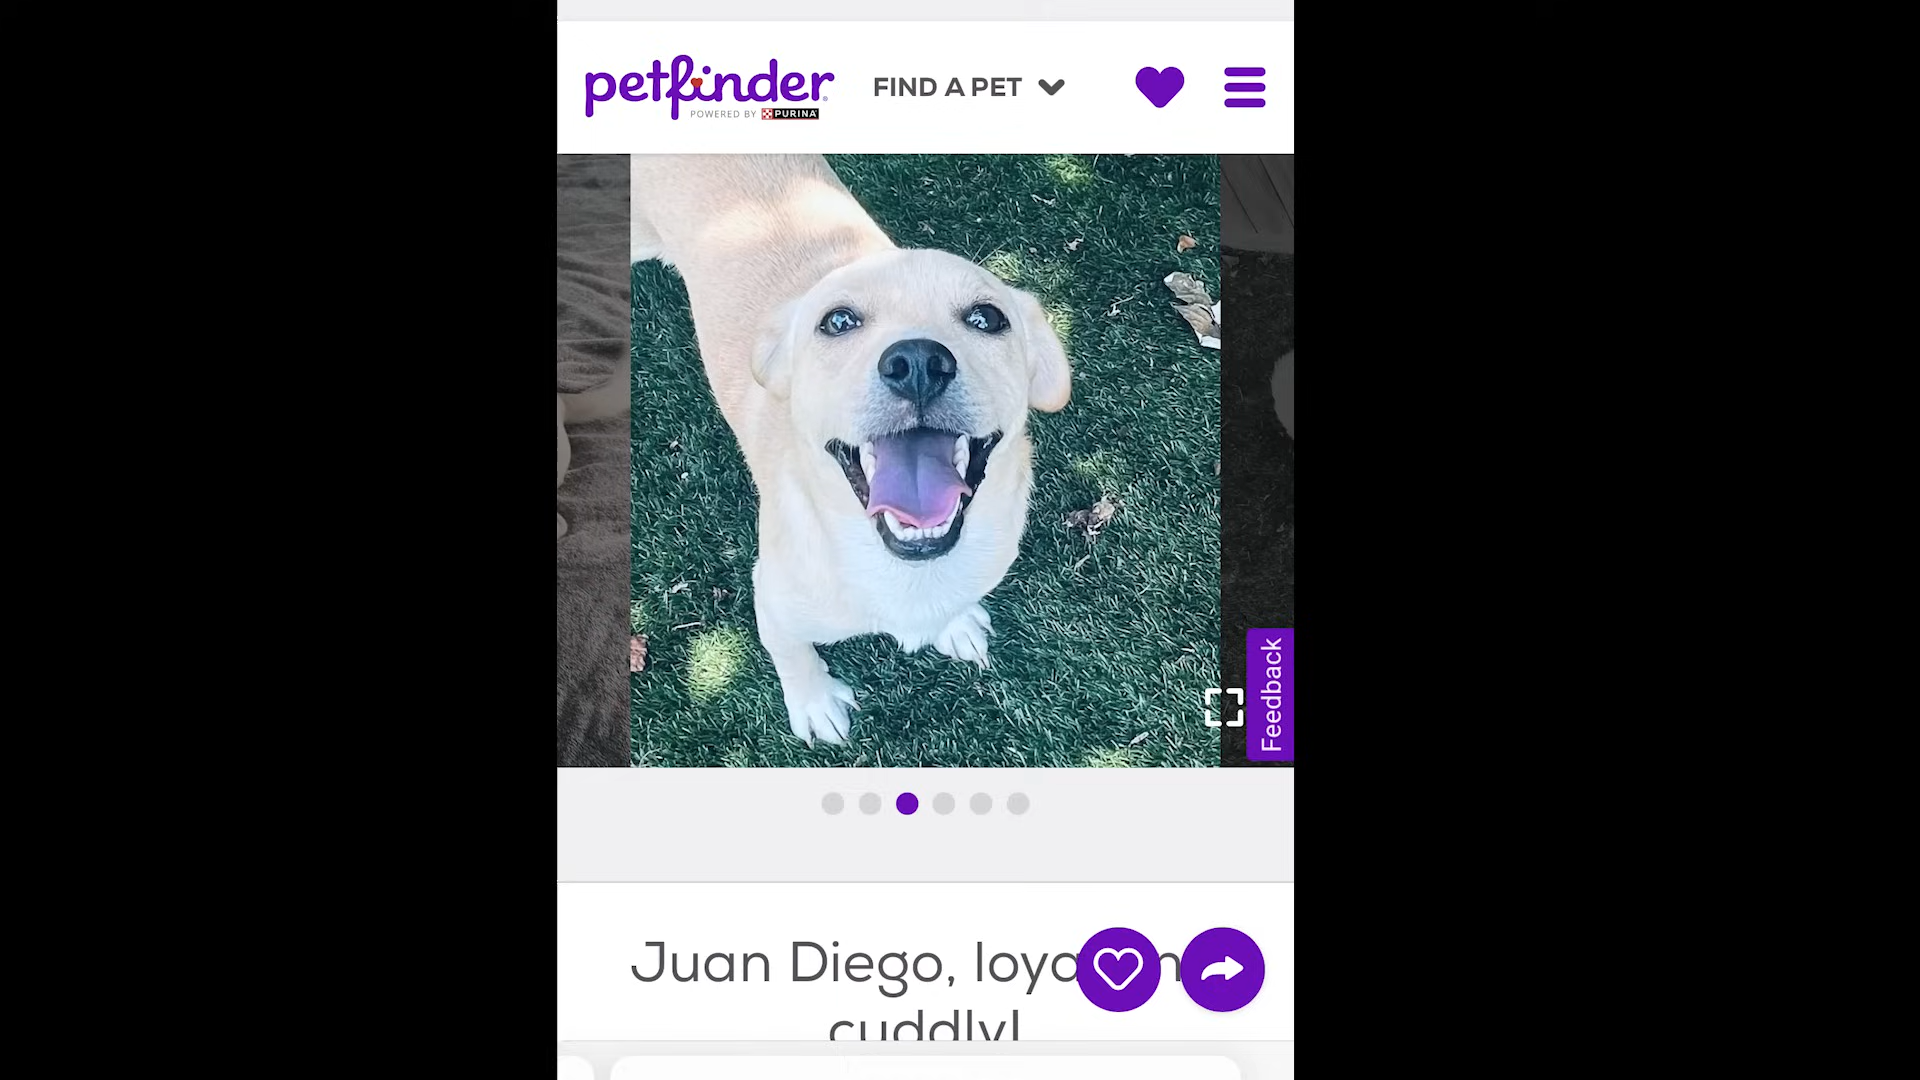 petfinder
POWERED BY PURINA
FIND A PET
Feedback
Juan Diego, loya
cuddly!